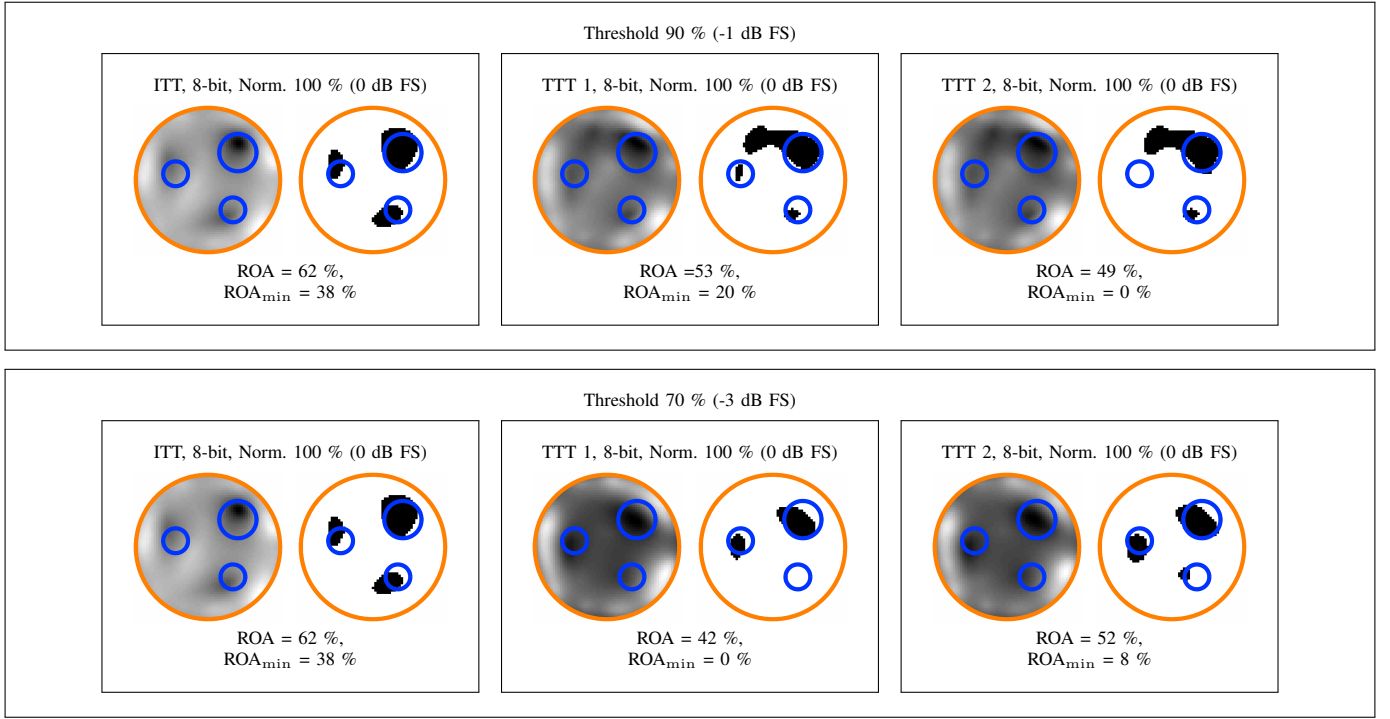 Threshold 90 % (-1 dB FS)
ITT, 8-bit, Norm. 100 % (0 dB FS)
ROA = 62 %,
ROAmin = 38 %
TTT 1, 8-bit, Norm. 100 % (0 dB FS)
ROA =53 %,
ROAmin = 20 %
TTT 2, 8-bit, Norm. 100 % (0 dB FS)
ROA = 49 %,
ROAmin = 0 %
Threshold 70 % (-3 dB FS)
ITT, 8-bit, Norm. 100 % (0 dB FS)
ROA = 62 %,
ROAmin = 38 %
TTT 1, 8-bit, Norm. 100 % (0 dB FS)
ROA = 42 %,
ROAmin = 0 %
TTT 2, 8-bit, Norm. 100 % (0 dB FS)
ROA = 52 %,
ROAmin = 8 %